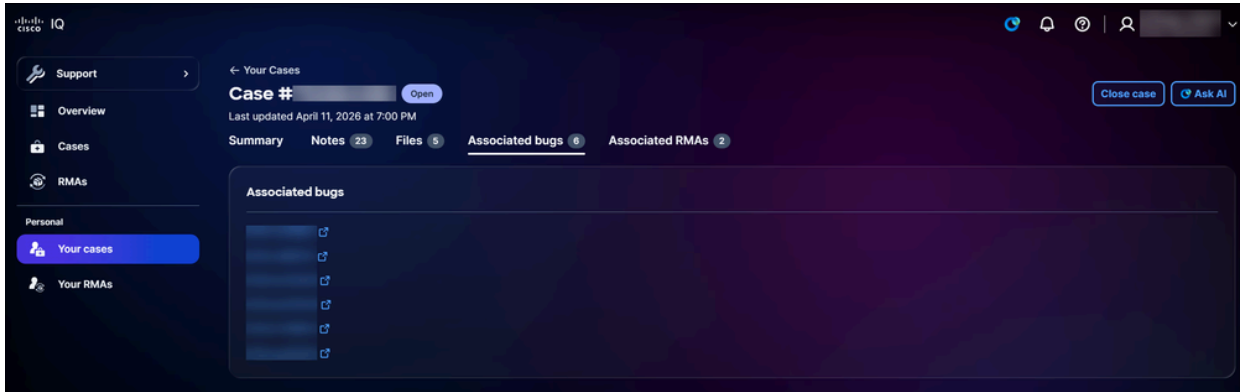 cisco IQ
Support
Overview
Cases
RMAs
Personal
Your cases
Your RMAs
← Your Cases
Case # Open
Last updated April 11, 2026 at 7:00 PM
Close case Ask AI
Summary Notes 23 Files 5 Associated bugs 6 Associated RMAs 2
Associated bugs